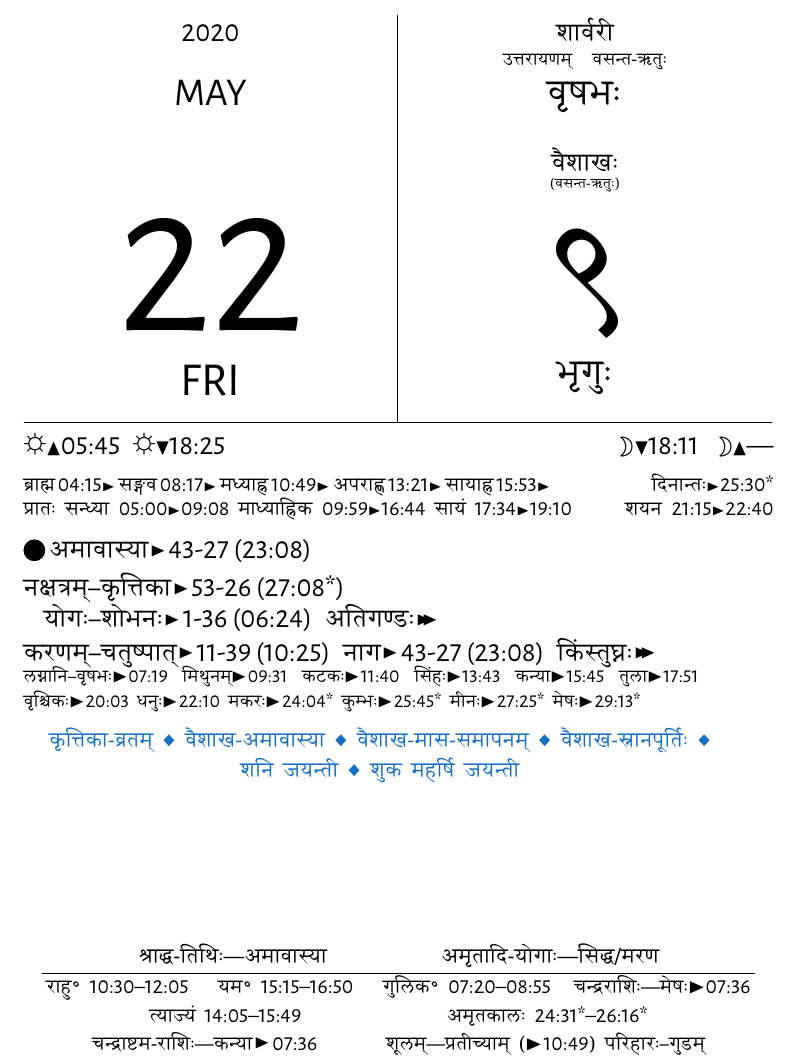 2020
MAY
22
FRI
शार्वरी
उत्तरायणम् वसन्त-ऋतुः
वृषभः
वैशाखः
(वसन्त-ऋतुः)
९
भृगुः
☼▲05:45 ☼▼18:25 ☽▼18:11 ☽▲—
ब्राह्म 04:15► सङ्गव 08:17► मध्याह्न 10:49► अपराह्ण 13:21► सायाह्न 15:53► दिनान्तः►25:30*
प्रातः सन्ध्या 05:00►09:08 माध्याह्निक 09:59►16:44 सायं 17:34►19:10 शयन 21:15►22:40
●अमावास्या►43-27 (23:08)
नक्षत्रम्–कृत्तिका►53-26 (27:08*)
योगः–शोभनः►1-36 (06:24) अतिगण्डः►►
करणम्–चतुष्पात्►11-39 (10:25) नाग►43-27 (23:08) किंस्तुघ्नः►►
लग्नानि–वृषभः►07:19 मिथुनम्►09:31 कटकः►11:40 सिंहः►13:43 कन्या►15:45 तुला►17:51
वृश्चिकः►20:03 धनुः►22:10 मकरः►24:04* कुम्भः►25:45* मीनः►27:25* मेषः►29:13*
कृत्तिका-व्रतम् ◆ वैशाख-अमावास्या ◆ वैशाख-मास-समापनम् ◆ वैशाख-स्नानपूर्तिः ◆
शनि जयन्ती ◆ शुक महर्षि जयन्ती
श्राद्ध-तिथिः—अमावास्या अमृतादि-योगाः—सिद्ध/मरण
राहु॰ 10:30–12:05 यम॰ 15:15–16:50 गुलिक॰ 07:20–08:55 चन्द्रराशिः—मेषः►07:36
त्याज्यं 14:05–15:49 अमृतकालः 24:31*–26:16*
चन्द्राष्टम-राशिः—कन्या►07:36 शूलम्—प्रतीच्याम् (►10:49) परिहारः–गुडम्